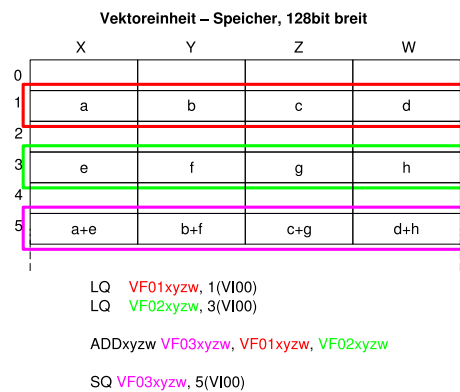 Vektoreinheit – Speicher, 128bit breit
X Y Z W
0
1 a b c d
2
3 e f g h
4
5 a+e b+f c+g d+h
LQ VF01xyzw, 1(VI00)
LQ VF02xyzw, 3(VI00)
ADDxyzw VF03xyzw, VF01xyzw, VF02xyzw
SQ VF03xyzw, 5(VI00)